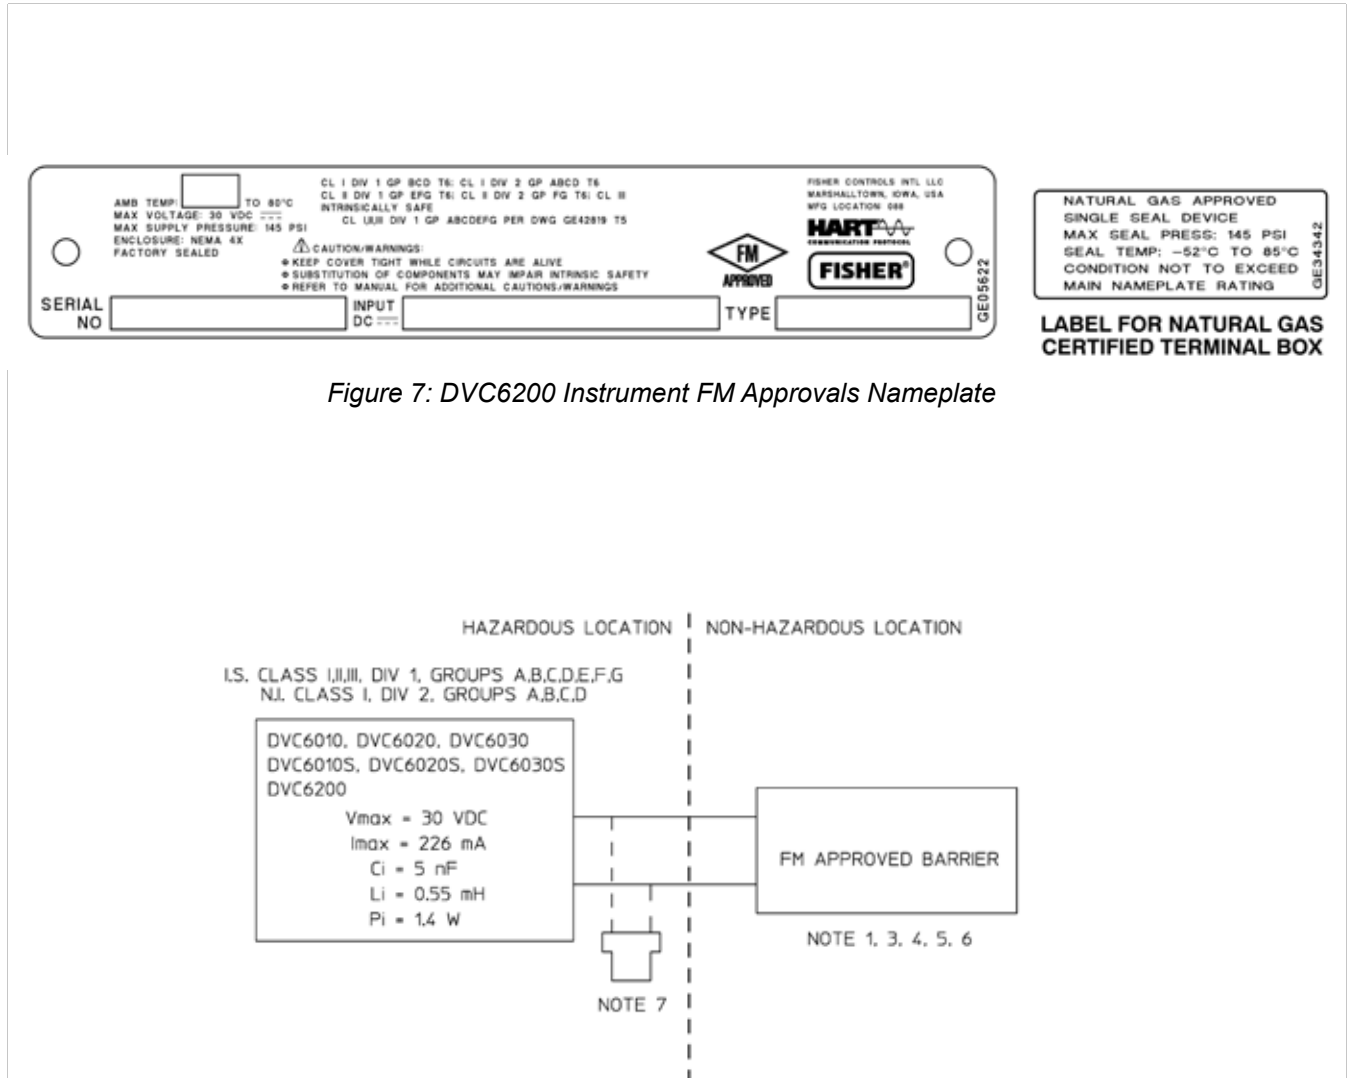 AMB TEMP: TO 80°C
MAX VOLTAGE: 30 VDC
MAX SUPPLY PRESSURE: 145 PSI
ENCLOSURE: NEMA 4X
FACTORY SEALED
CL I DIV 1 GP BCD T6; CL I DIV 2 GP ABCD T6
CL II DIV 1 GP EFG T6; CL II DIV 2 GP FG T6; CL III
INTRINSICALLY SAFE
CL I,II,III DIV 1 GP ABCDEFG PER DWG GE42819 T5
CAUTION/WARNINGS:
KEEP COVER TIGHT WHILE CIRCUITS ARE ALIVE
SUBSTITUTION OF COMPONENTS MAY IMPAIR INTRINSIC SAFETY
REFER TO MANUAL FOR ADDITIONAL CAUTIONS/WARNINGS
FM
APPROVED
FISHER CONTROLS INTL LLC
MARSHALLTOWN, IOWA, USA
MFG LOCATION: 088
HART
COMMUNICATION PROTOCOL
FISHER®
GE05622
SERIAL
NO
INPUT
DC
TYPE
NATURAL GAS APPROVED
SINGLE SEAL DEVICE
MAX SEAL PRESS: 145 PSI
SEAL TEMP: -52°C TO 85°C
CONDITION NOT TO EXCEED
MAIN NAMEPLATE RATING
GE34342
LABEL FOR NATURAL GAS
CERTIFIED TERMINAL BOX
Figure 7: DVC6200 Instrument FM Approvals Nameplate
HAZARDOUS LOCATION
NON-HAZARDOUS LOCATION
I.S. CLASS I,II,III, DIV 1, GROUPS A,B,C,D,E,F,G
N.I. CLASS I, DIV 2, GROUPS A,B,C,D
DVC6010, DVC6020, DVC6030
DVC6010S, DVC6020S, DVC6030S
DVC6200
Vmax = 30 VDC
Imax = 226 mA
Ci = 5 nF
Li = 0.55 mH
Pi = 1.4 W
FM APPROVED BARRIER
NOTE 1, 3, 4, 5, 6
NOTE 7